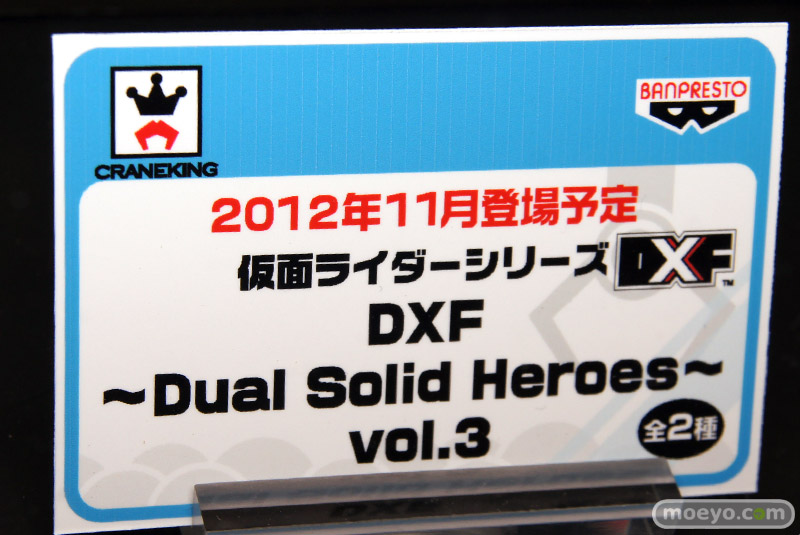 CRANEKING
BANPRESTO
2012年11月登場予定
仮面ライダーシリーズ DXF™
DXF
~Dual Solid Heroes~
vol.3
全2種
moeyo.com